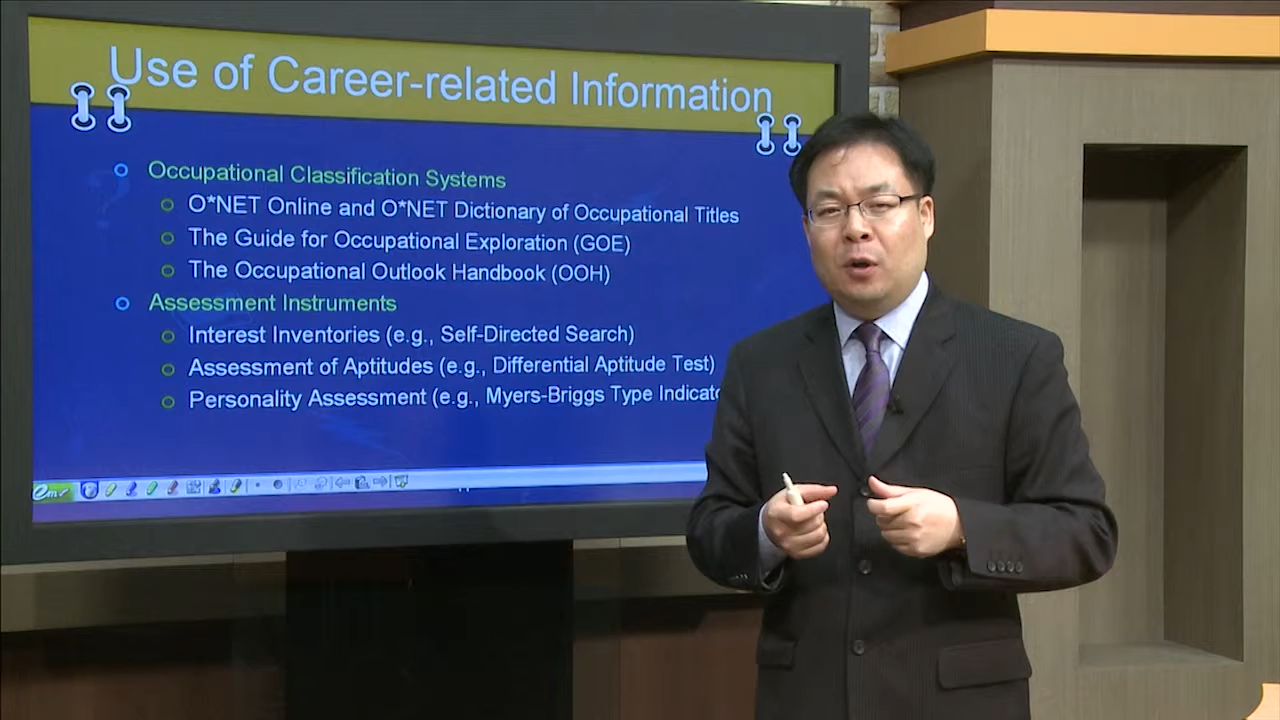 Use of Career-related Information
Occupational Classification Systems
O*NET Online and O*NET Dictionary of Occupational Titles
The Guide for Occupational Exploration (GOE)
The Occupational Outlook Handbook (OOH)
Assessment Instruments
Interest Inventories (e.g., Self-Directed Search)
Assessment of Aptitudes (e.g., Differential Aptitude Test)
Personality Assessment (e.g., Myers-Briggs Type